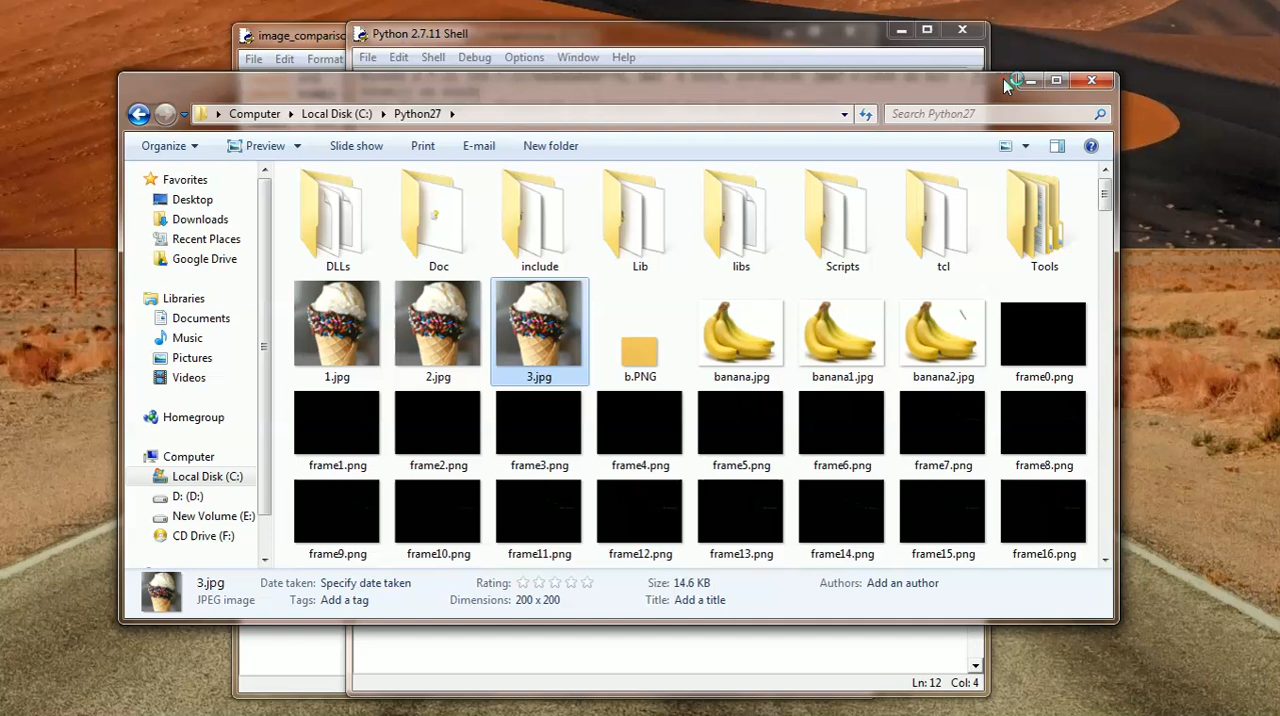 image_comparisc
Python 2.7.11 Shell
File Edit Format
File Edit Shell Debug Options Window Help
Computer Local Disk (C:) Python27
Search Python27
Organize Preview Slide show Print E-mail New folder
Favorites
Desktop
Downloads
Recent Places
Google Drive
Libraries
Documents
Music
Pictures
Videos
Homegroup
Computer
Local Disk (C:)
D: (D:)
New Volume (E:)
CD Drive (F:)
DLLs Doc include Lib libs Scripts tcl Tools
1.jpg 2.jpg 3.jpg b.PNG banana.jpg banana1.jpg banana2.jpg frame0.png
frame1.png frame2.png frame3.png frame4.png frame5.png frame6.png frame7.png frame8.png
frame9.png frame10.png frame11.png frame12.png frame13.png frame14.png frame15.png frame16.png
3.jpg Date taken: Specify date taken Rating: Size: 14.6 KB Authors: Add an author
JPEG image Tags: Add a tag Dimensions: 200 x 200 Title: Add a title
Ln: 12 Col: 4